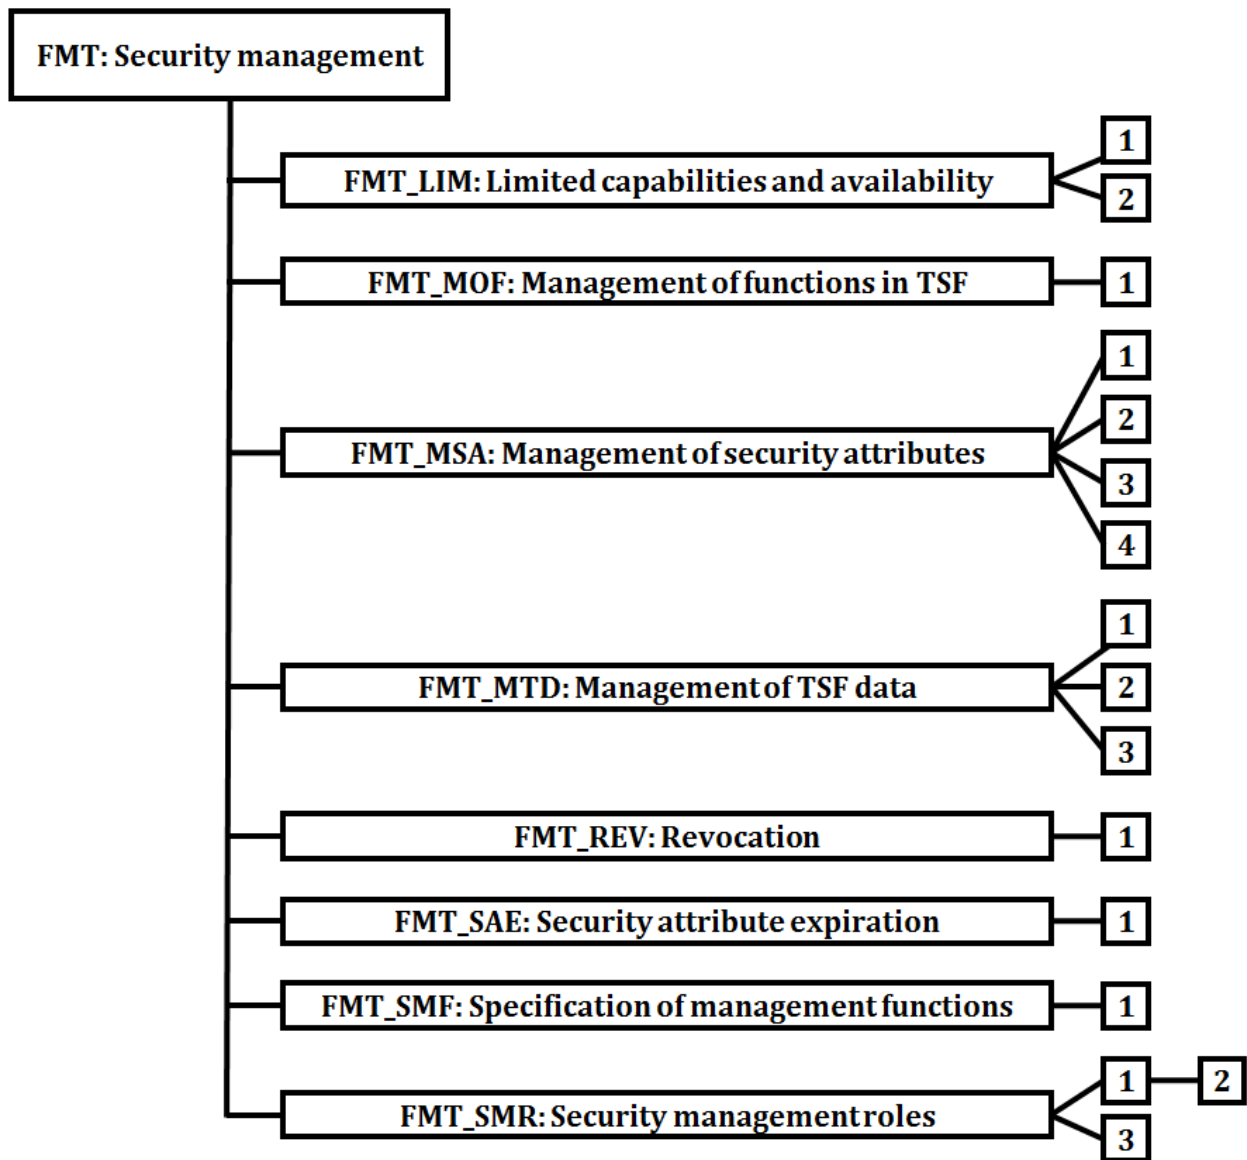 FMT: Security management
FMT_LIM: Limited capabilities and availability
1
2
FMT_MOF: Management of functions in TSF
1
FMT_MSA: Management of security attributes
1
2
3
4
FMT_MTD: Management of TSF data
1
2
3
FMT_REV: Revocation
1
FMT_SAE: Security attribute expiration
1
FMT_SMF: Specification of management functions
1
FMT_SMR: Security management roles
1
2
3